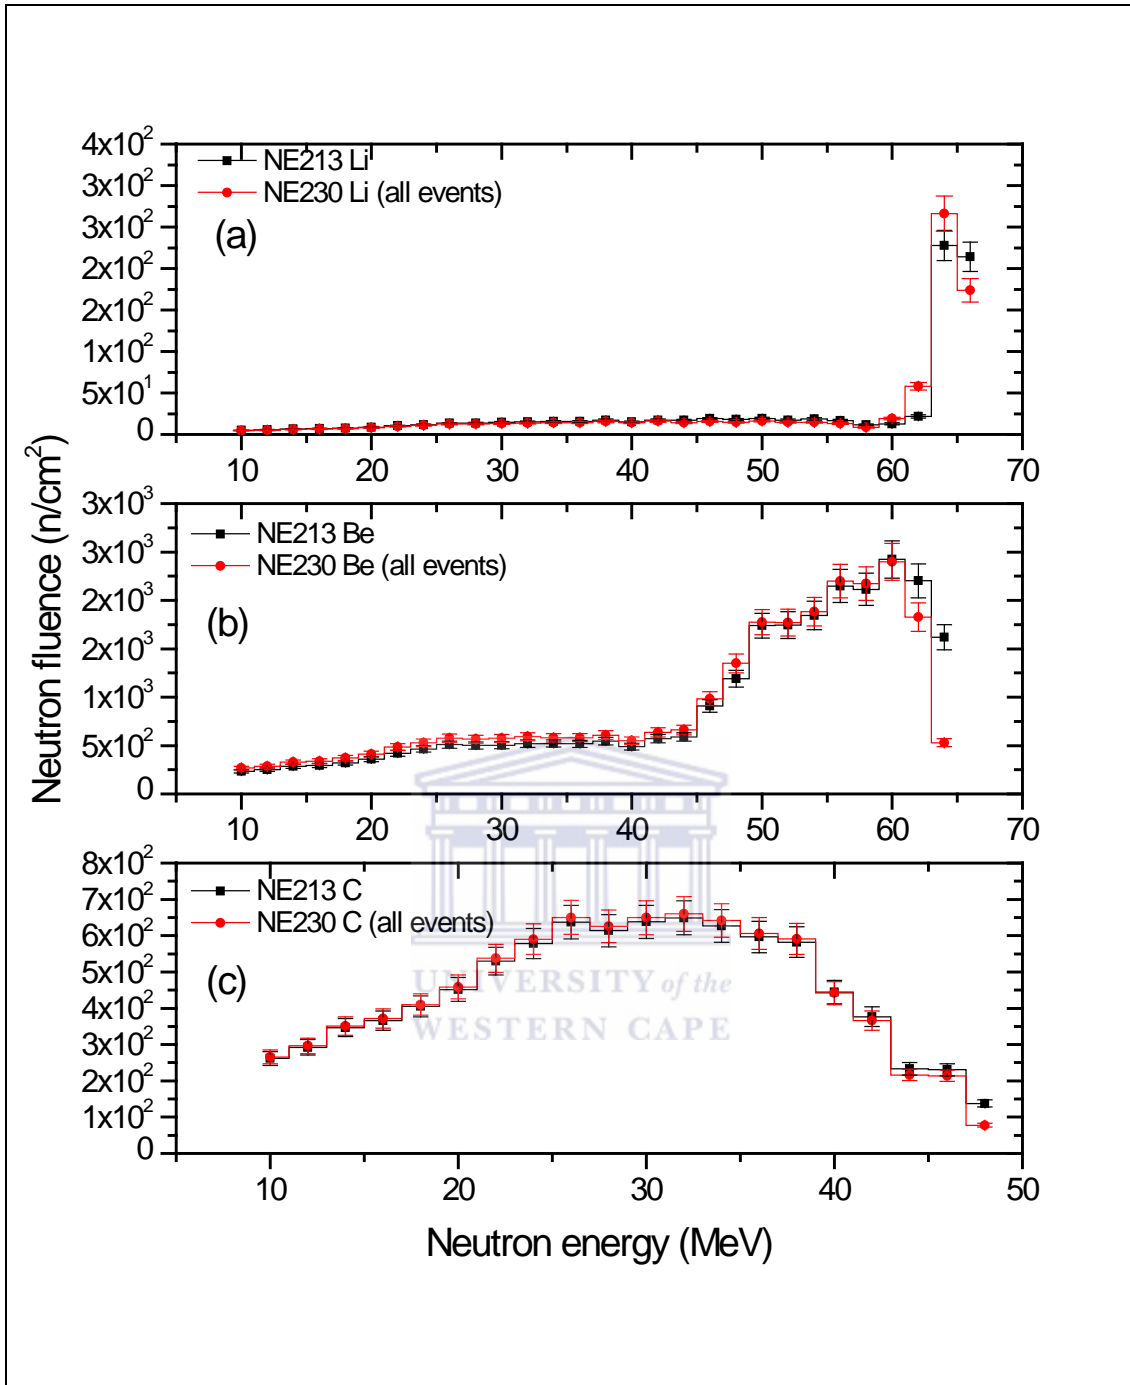 Neutron fluence (n/cm²)
NE213 Li
NE230 Li (all events)
(a)
4x10²
3x10²
3x10²
2x10²
2x10²
1x10²
5x10¹
0
10 20 30 40 50 60 70
NE213 Be
NE230 Be (all events)
(b)
3x10³
3x10³
2x10³
2x10³
1x10³
5x10²
0
10 20 30 40 50 60 70
NE213 C
NE230 C (all events)
(c)
8x10²
7x10²
6x10²
5x10²
4x10²
3x10²
2x10²
1x10²
0
10 20 30 40 50
Neutron energy (MeV)
UNIVERSITY of the
WESTERN CAPE